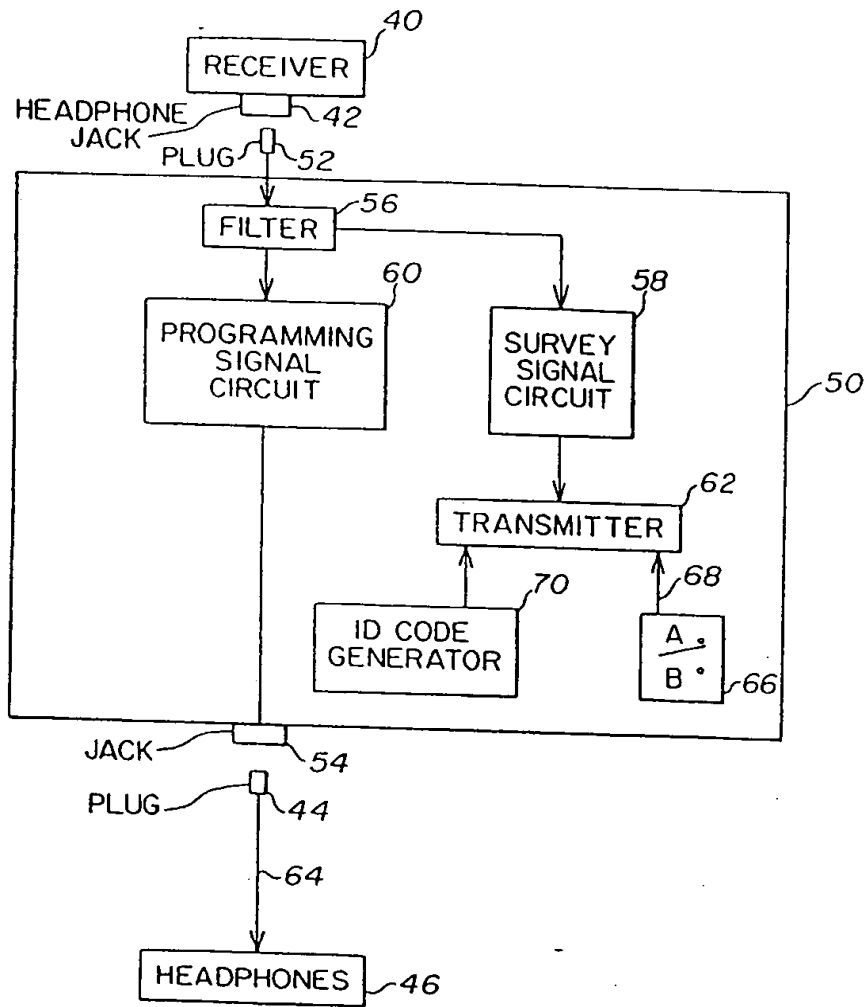 40
RECEIVER
HEADPHONE
JACK
42
PLUG
52
FILTER
56
60
PROGRAMMING
SIGNAL
CIRCUIT
58
SURVEY
SIGNAL
CIRCUIT
50
62
TRANSMITTER
68
70
ID CODE
GENERATOR
A
B
66
JACK
54
PLUG
44
64
HEADPHONES
46